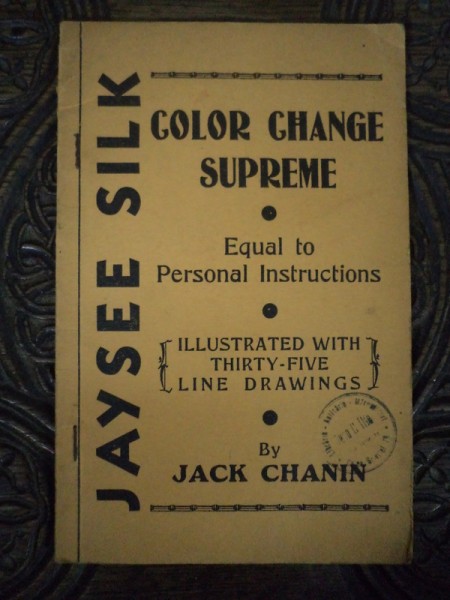 JAYSEE SILK
COLOR CHANGE
SUPREME
Equal to
Personal Instructions
ILLUSTRATED WITH
THIRTY-FIVE
LINE DRAWINGS
By
JACK CHANIN